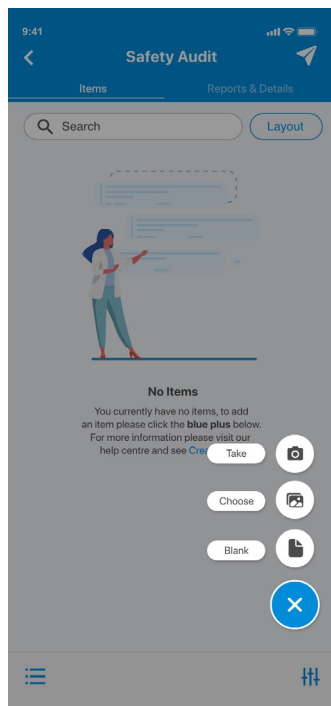 9:41
Safety Audit
Items
Reports & Details
Search
Layout
No Items
You currently have no items, to add
an item please click the blue plus below.
For more information please visit our
help centre and see Crea
Take
Choose
Blank